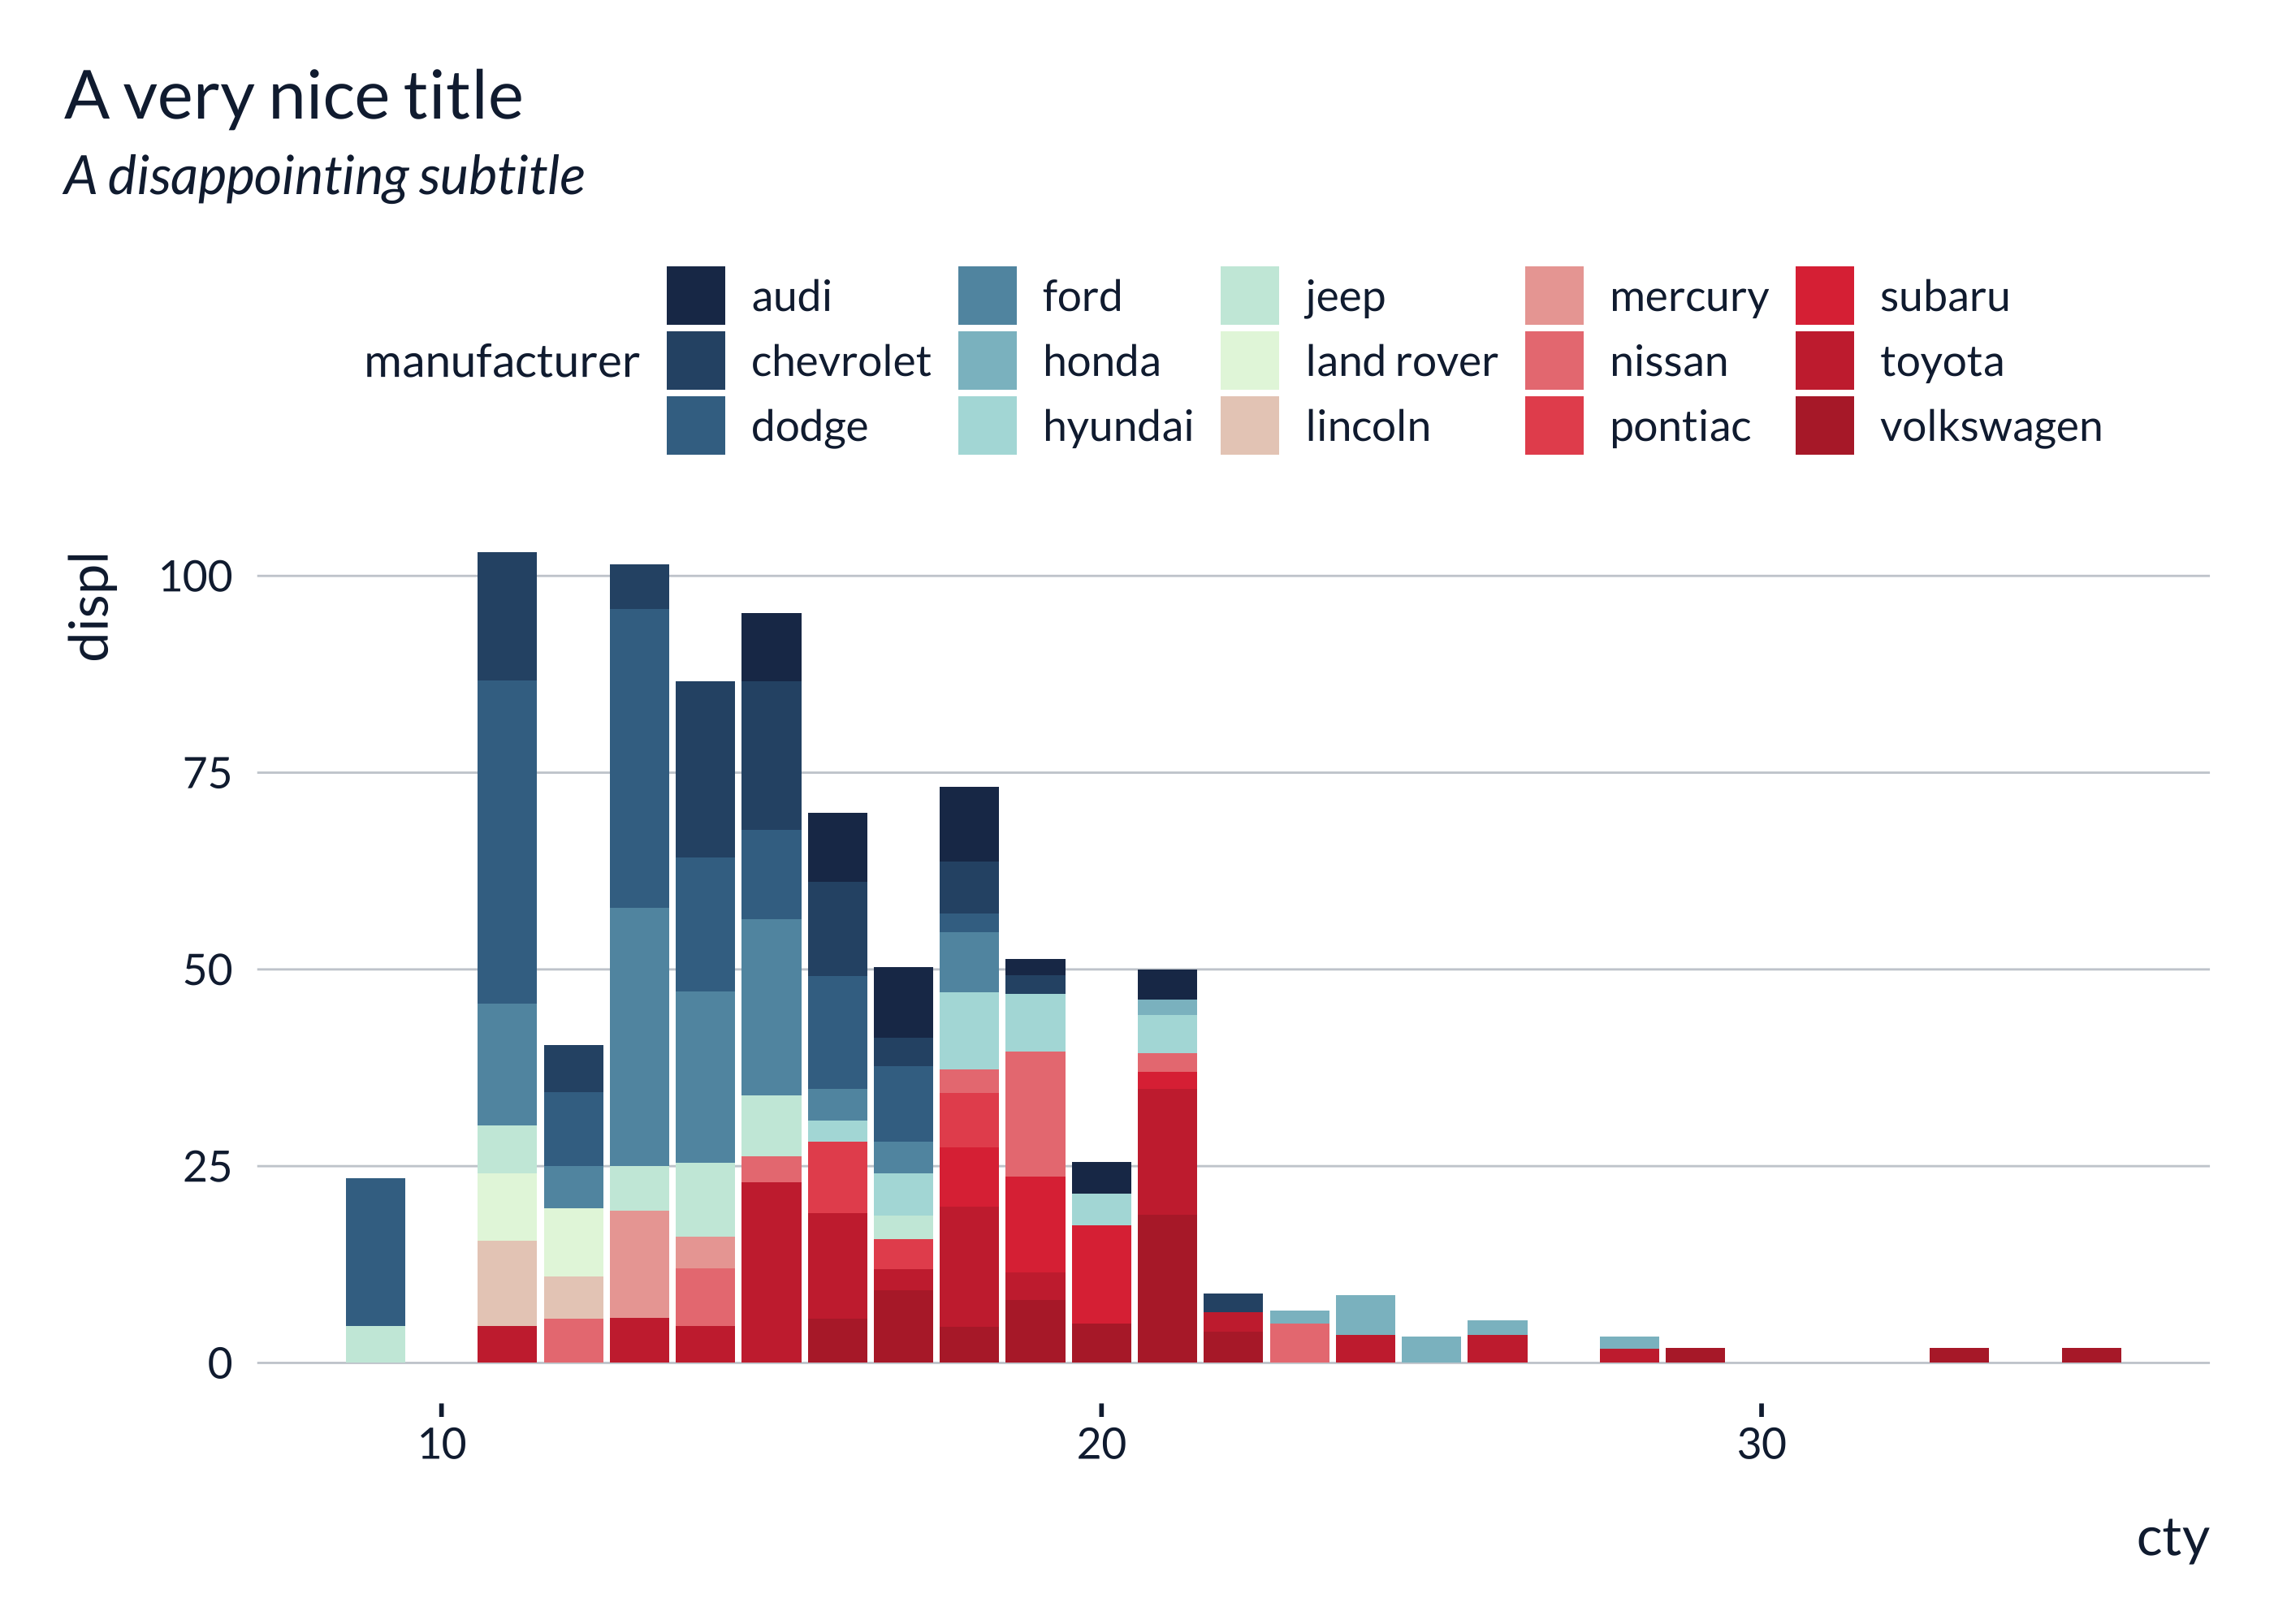 A very nice title
A disappointing subtitle
manufacturer
audi
chevrolet
dodge
ford
honda
hyundai
jeep
land rover
lincoln
mercury
nissan
pontiac
subaru
toyota
volkswagen
displ
100
75
50
25
0
10
20
30
cty